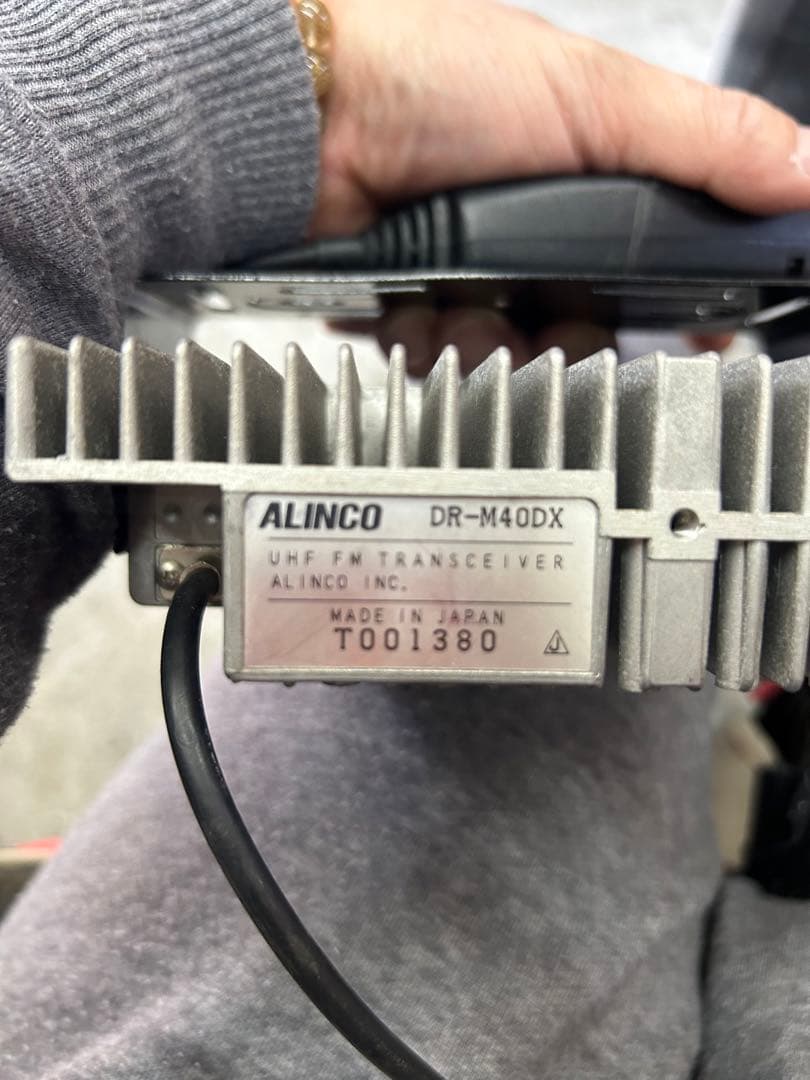 ALINCO DR-M40DX
UHF FM TRANSCEIVER
ALINCO INC.
MADE IN JAPAN
T001380
J